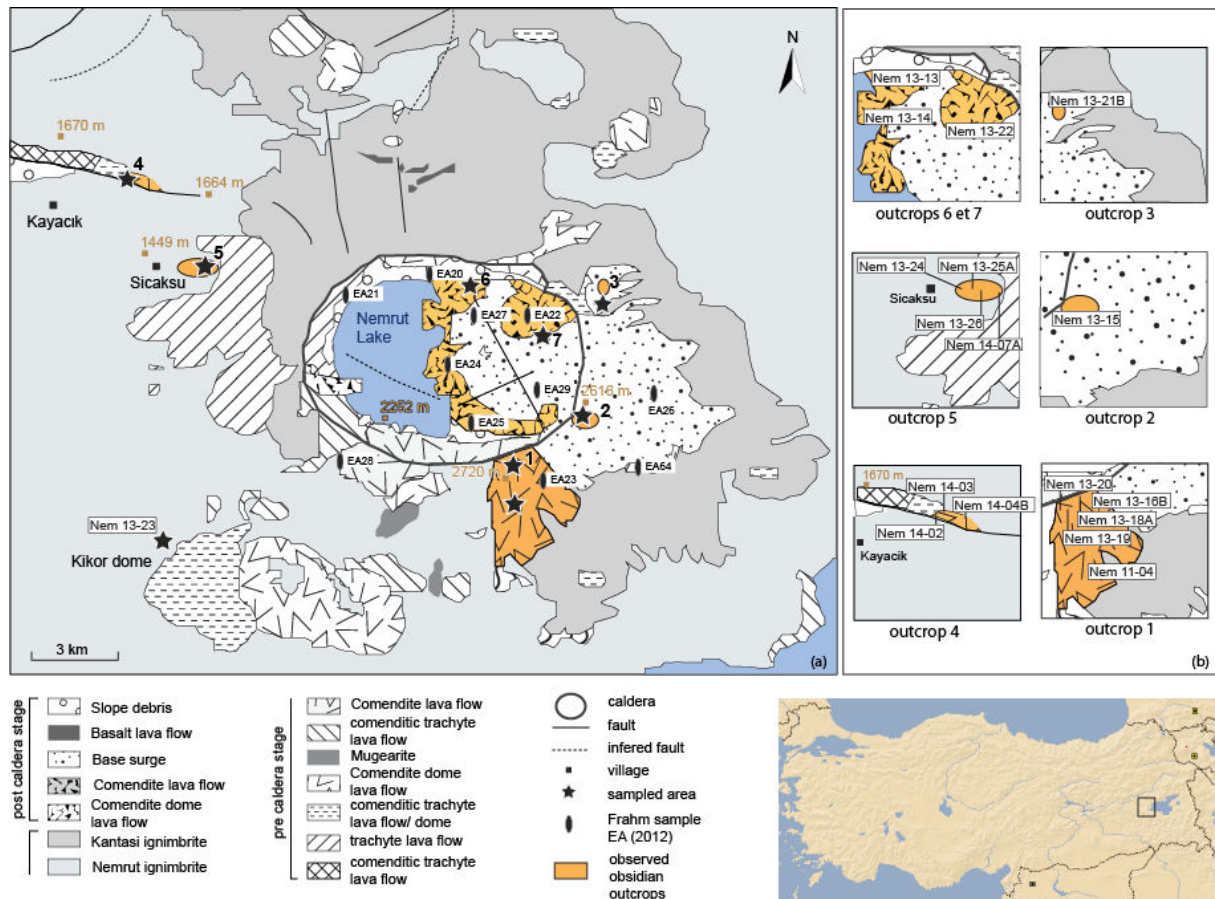 (a)
N
1670 m
4
1664 m
Kayacık
1449 m
5
Sicaksu
EA20
6
3
EA21
EA27
EA22
Nemrut
Lake
7
EA24
EA29
2616 m
EA26
2252 m
2
EA25
1
EA28
2720 m
EA23
EA64
Nem 13-23
Kikor dome
3 km
(b)
Nem 13-13
Nem 13-14
Nem 13-22
outcrops 6 et 7
Nem 13-21B
outcrop 3
Nem 13-24
Nem 13-25A
Sicaksu
Nem 13-26
Nem 14-07A
outcrop 5
Nem 13-15
outcrop 2
1670 m
Nem 14-03
Nem 14-04B
Nem 14-02
Kayacik
outcrop 4
Nem 13-20
Nem 13-16B
Nem 13-18A
Nem 13-19
Nem 11-04
outcrop 1
post caldera stage
Slope debris
Basalt lava flow
Base surge
Comendite lava flow
Comendite dome
lava flow
Kantasi ignimbrite
Nemrut ignimbrite
pre caldera stage
Comendite lava flow
comenditic trachyte
lava flow
Mugearite
Comendite dome
lava flow
comenditic trachyte
lava flow/ dome
trachyte lava flow
comenditic trachyte
lava flow
caldera
fault
infered fault
village
sampled area
Frahm sample
EA (2012)
observed
obsidian
outcrops